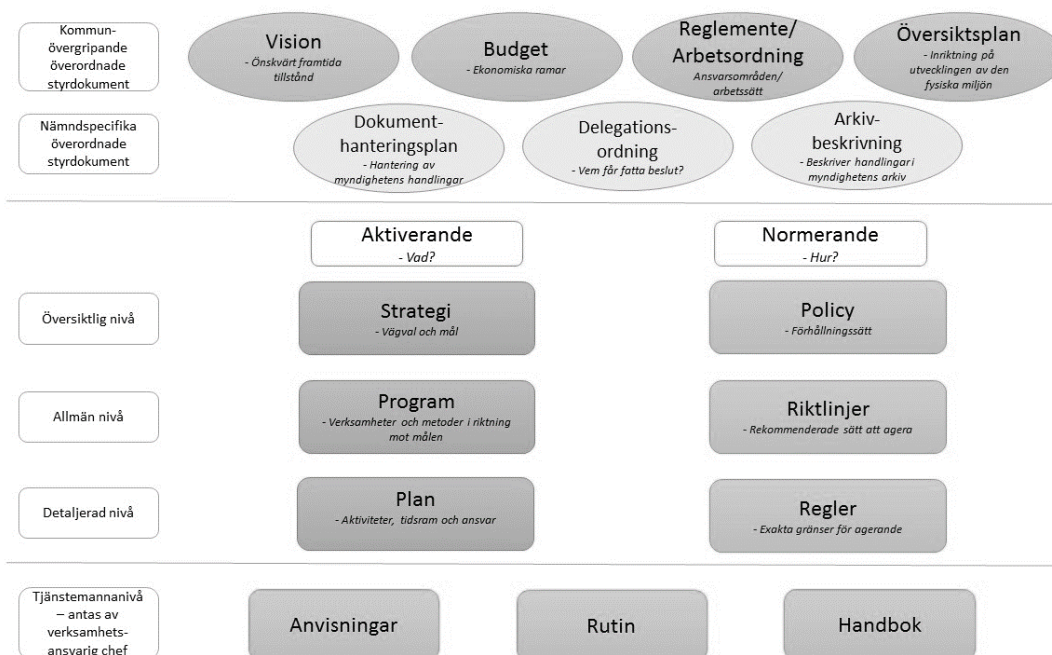 Kommun-
övergripande
överordnade
styrdokument
Vision
- Önskvärt framtida
tillstånd
Budget
- Ekonomiska ramar
Reglemente/
Arbetsordning
Ansvarsområden/
arbetssätt
Översiktsplan
- Inriktning på
utvecklingen av den
fysiska miljön
Nämndspecifika
överordnade
styrdokument
Dokument-
hanteringsplan
- Hantering av
myndighetens handlingar
Delegations-
ordning
- Vem får fatta beslut?
Arkiv-
beskrivning
- Beskriver handlingar i
myndighetens arkiv
Aktiverande
- Vad?
Normerande
- Hur?
Översiktlig nivå
Strategi
- Vägval och mål
Policy
- Förhållningssätt
Allmän nivå
Program
- Verksamheter och metoder i riktning
mot målen
Riktlinjer
- Rekommenderade sätt att agera
Detaljerad nivå
Plan
- Aktiviteter, tidsram och ansvar
Regler
- Exakta gränser för agerande
Tjänstemannanivå
– antas av
verksamhets-
ansvarig chef
Anvisningar
Rutin
Handbok